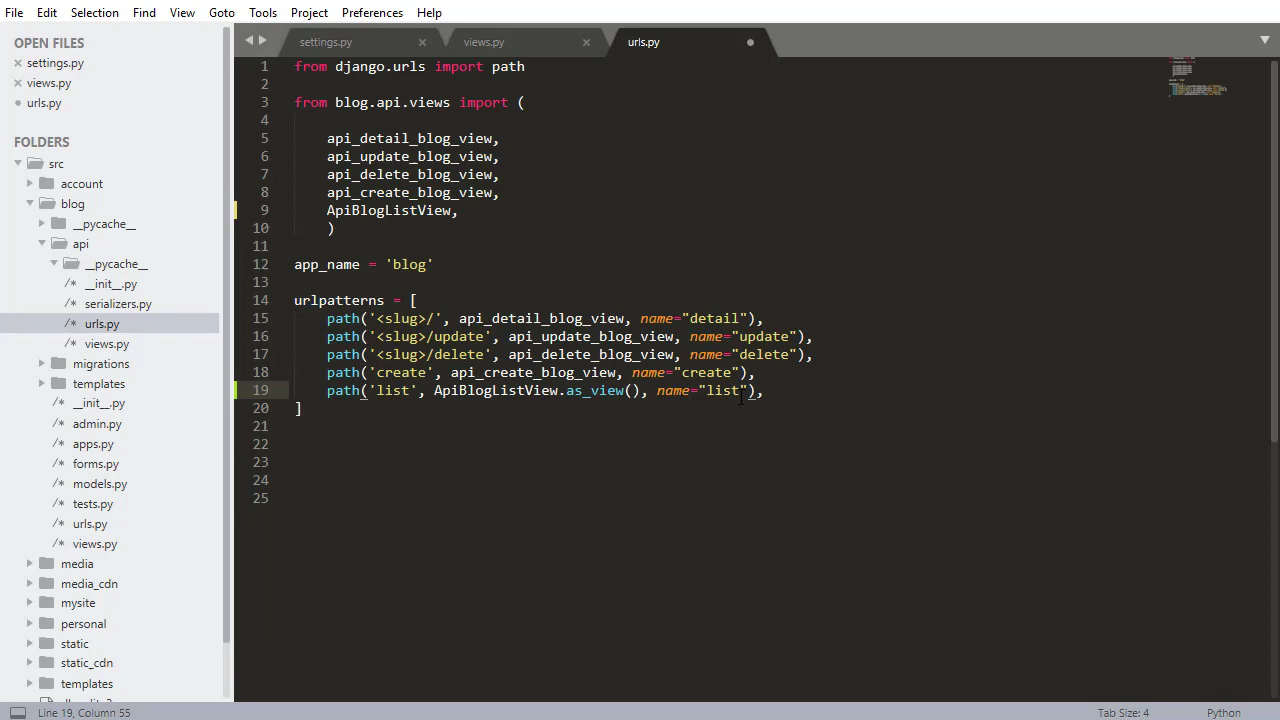 File Edit Selection Find View Goto Tools Project Preferences Help
OPEN FILES
settings.py
views.py
urls.py
FOLDERS
src
account
blog
__pycache__
api
__pycache__
/* __init__.py
/* serializers.py
/* urls.py
/* views.py
migrations
templates
/* __init__.py
/* admin.py
/* apps.py
/* forms.py
/* models.py
/* tests.py
/* urls.py
/* views.py
media
media_cdn
mysite
personal
static
static_cdn
templates
settings.py views.py urls.py
1 from django.urls import path
2
3 from blog.api.views import (
4
5 api_detail_blog_view,
6 api_update_blog_view,
7 api_delete_blog_view,
8 api_create_blog_view,
9 ApiBlogListView,
10 )
11
12 app_name = 'blog'
13
14 urlpatterns = [
15 path('<slug>/', api_detail_blog_view, name="detail"),
16 path('<slug>/update', api_update_blog_view, name="update"),
17 path('<slug>/delete', api_delete_blog_view, name="delete"),
18 path('create', api_create_blog_view, name="create"),
19 path('list', ApiBlogListView.as_view(), name="list"),
20 ]
21
22
23
24
25
Line 19, Column 55 Tab Size: 4 Python